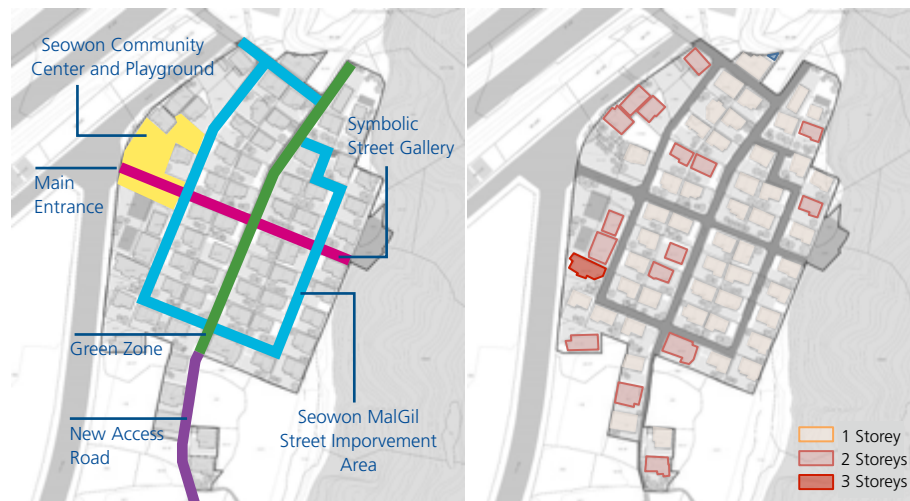 Seowon Community
Center and Playground
Symbolic
Street Gallery
Main
Entrance
Green Zone
New Access
Road
Seowon MalGil
Street Imporvement
Area
1 Storey
2 Storeys
3 Storeys